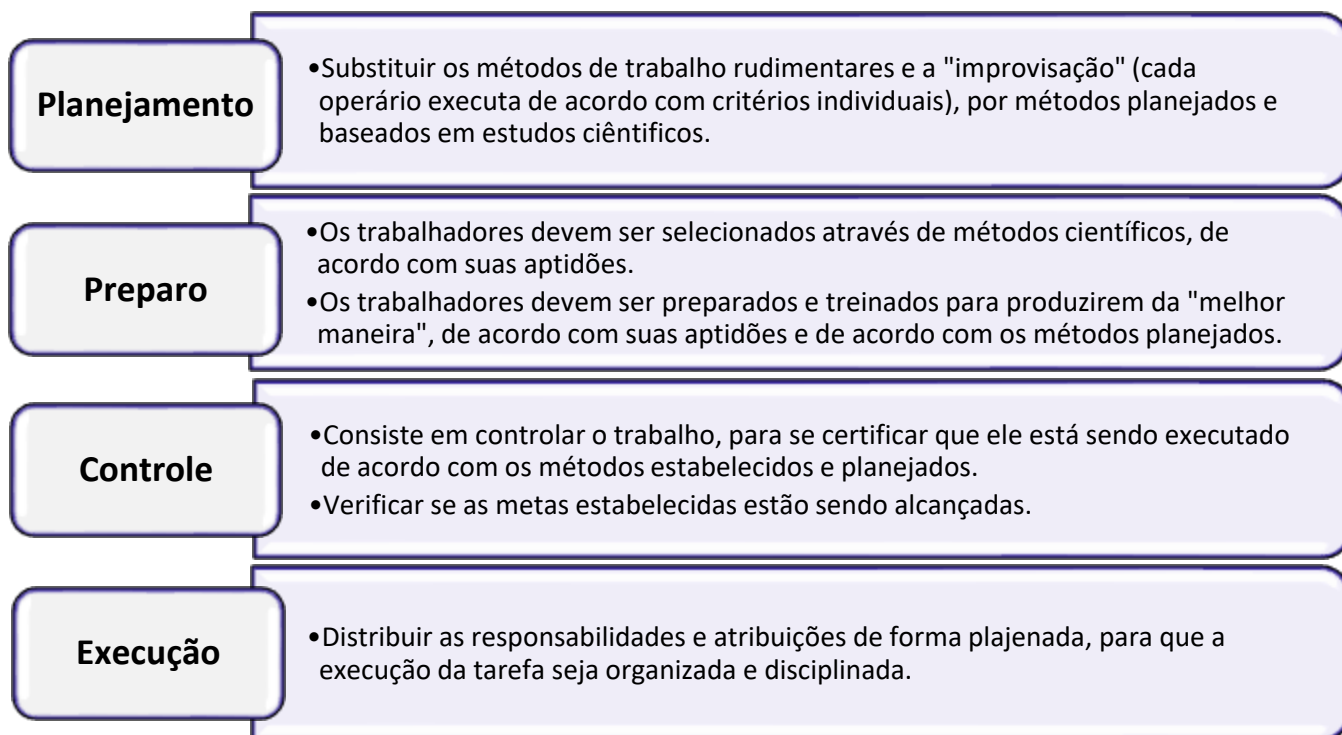 Planejamento
•Substituir os métodos de trabalho rudimentares e a "improvisação" (cada
operário executa de acordo com critérios individuais), por métodos planejados e
baseados em estudos ciêntificos.
Preparo
•Os trabalhadores devem ser selecionados através de métodos científicos, de
acordo com suas aptidões.
•Os trabalhadores devem ser preparados e treinados para produzirem da "melhor
maneira", de acordo com suas aptidões e de acordo com os métodos planejados.
Controle
•Consiste em controlar o trabalho, para se certificar que ele está sendo executado
de acordo com os métodos estabelecidos e planejados.
•Verificar se as metas estabelecidas estão sendo alcançadas.
Execução
•Distribuir as responsabilidades e atribuições de forma plajenada, para que a
execução da tarefa seja organizada e disciplinada.